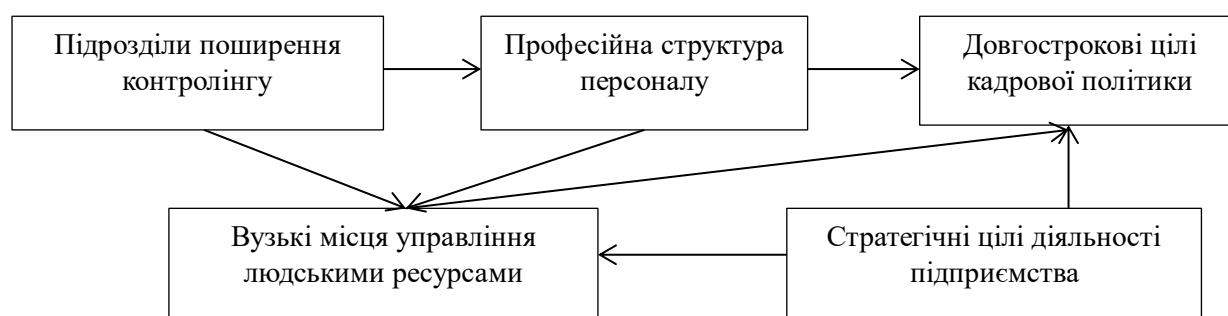 Підрозділи поширення
контролінгу
Професійна структура
персоналу
Довгострокові цілі
кадрової політики
Вузькі місця управління
людськими ресурсами
Стратегічні цілі діяльності
підприємства